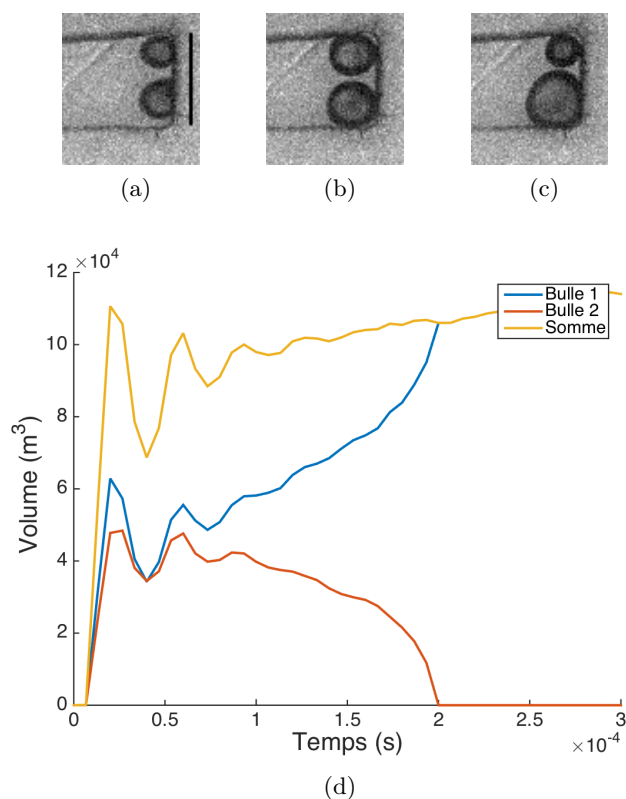 (a) (b) (c)
×10⁴
12
10
8
6
4
2
0
Volume (m³)
Bulle 1
Bulle 2
Somme
0 0.5 1 1.5 2 2.5 3
Temps (s)
×10⁻⁴
(d)